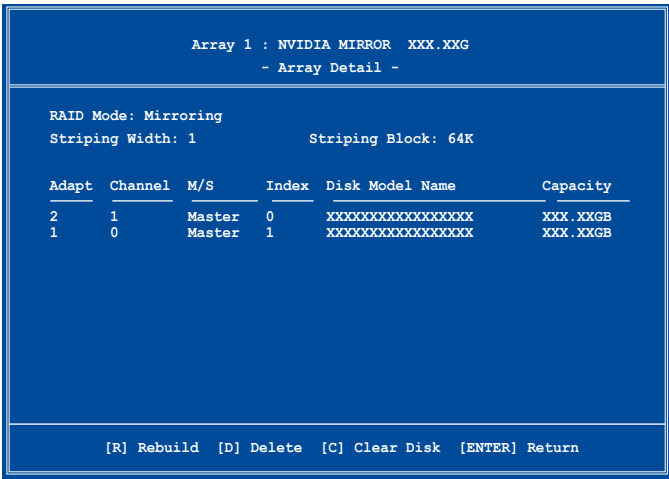 Array 1 : NVIDIA MIRROR XXX.XXG
- Array Detail -
RAID Mode: Mirroring
Striping Width: 1 Striping Block: 64K
Adapt Channel M/S Index Disk Model Name Capacity
2 1 Master 0 XXXXXXXXXXXXXXXXX XXX.XXGB
1 0 Master 1 XXXXXXXXXXXXXXXXX XXX.XXGB
[R] Rebuild [D] Delete [C] Clear Disk [ENTER] Return